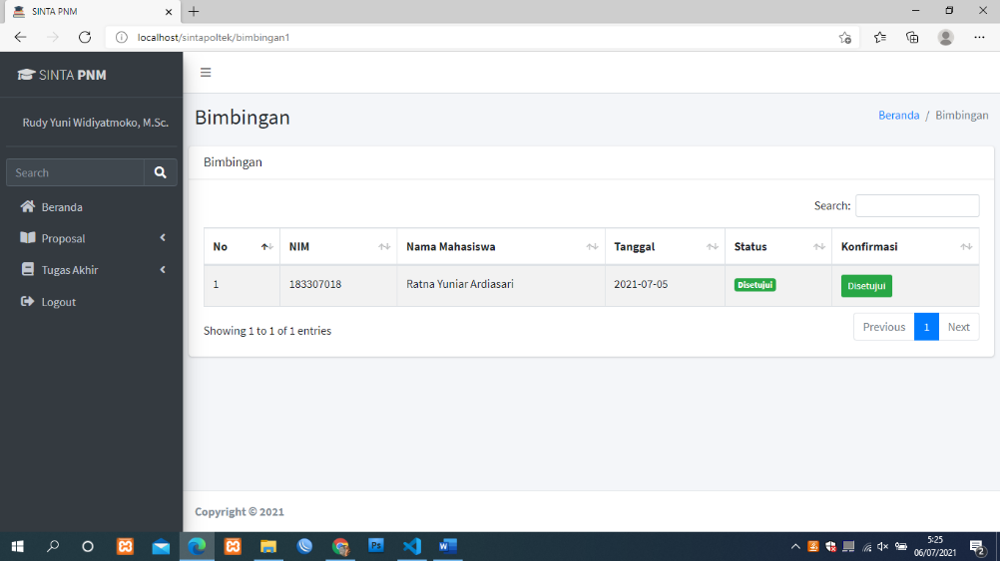 SINTA PNM
localhost/sintapoltek/bimbingan1
SINTA PNM
Rudy Yuni Widiyatmoko, M.Sc.
Search
Beranda
Proposal
Tugas Akhir
Logout
Bimbingan
Beranda / Bimbingan
Bimbingan
Search:
No NIM Nama Mahasiswa Tanggal Status Konfirmasi
1 183307018 Ratna Yuniar Ardiasari 2021-07-05 Disetujui Disetujui
Showing 1 to 1 of 1 entries
Previous 1 Next
Copyright © 2021
5:25
06/07/2021
2